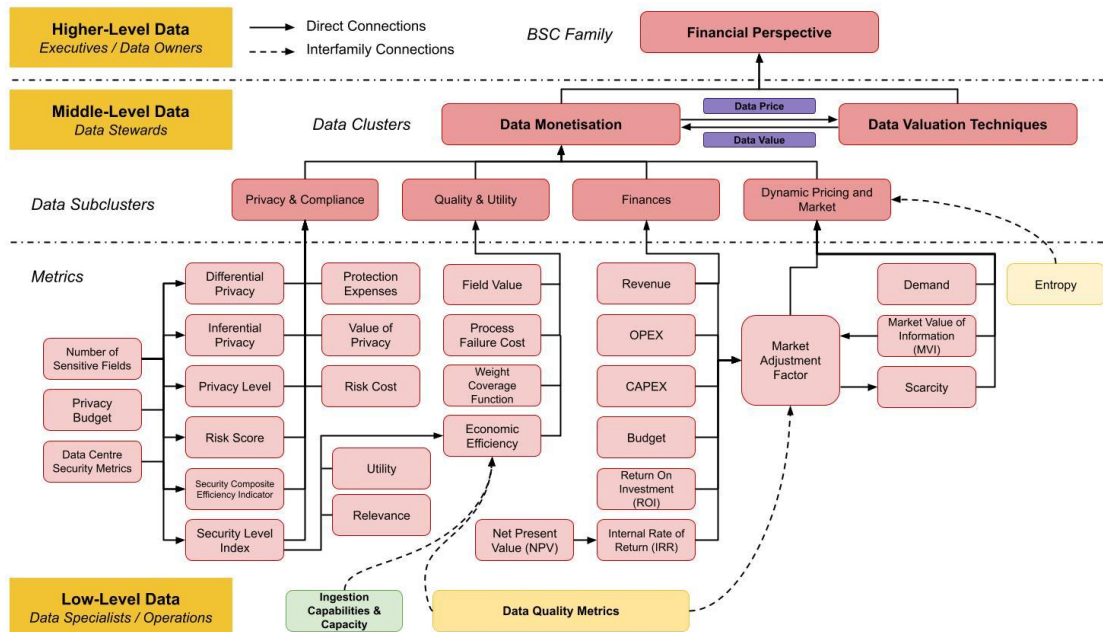 Higher-Level Data
Executives / Data Owners
Direct Connections
Interfamily Connections
BSC Family
Financial Perspective
Middle-Level Data
Data Stewards
Data Clusters
Data Monetisation
Data Price
Data Value
Data Valuation Techniques
Data Subclusters
Privacy & Compliance
Quality & Utility
Finances
Dynamic Pricing and
Market
Metrics
Differential
Privacy
Protection
Expenses
Field Value
Revenue
Demand
Entropy
Inferential
Privacy
Value of
Privacy
Process
Failure Cost
OPEX
Market
Adjustment
Factor
Market Value of
Information
(MVI)
Number of
Sensitive Fields
Privacy Level
Risk Cost
Weight
Coverage
Function
CAPEX
Scarcity
Privacy
Budget
Risk Score
Economic
Efficiency
Budget
Data Centre
Security Metrics
Security Composite
Efficiency Indicator
Utility
Return On
Investment
(ROI)
Relevance
Security Level
Index
Net Present
Value (NPV)
Internal Rate of
Return (IRR)
Low-Level Data
Data Specialists / Operations
Ingestion
Capabilities &
Capacity
Data Quality Metrics